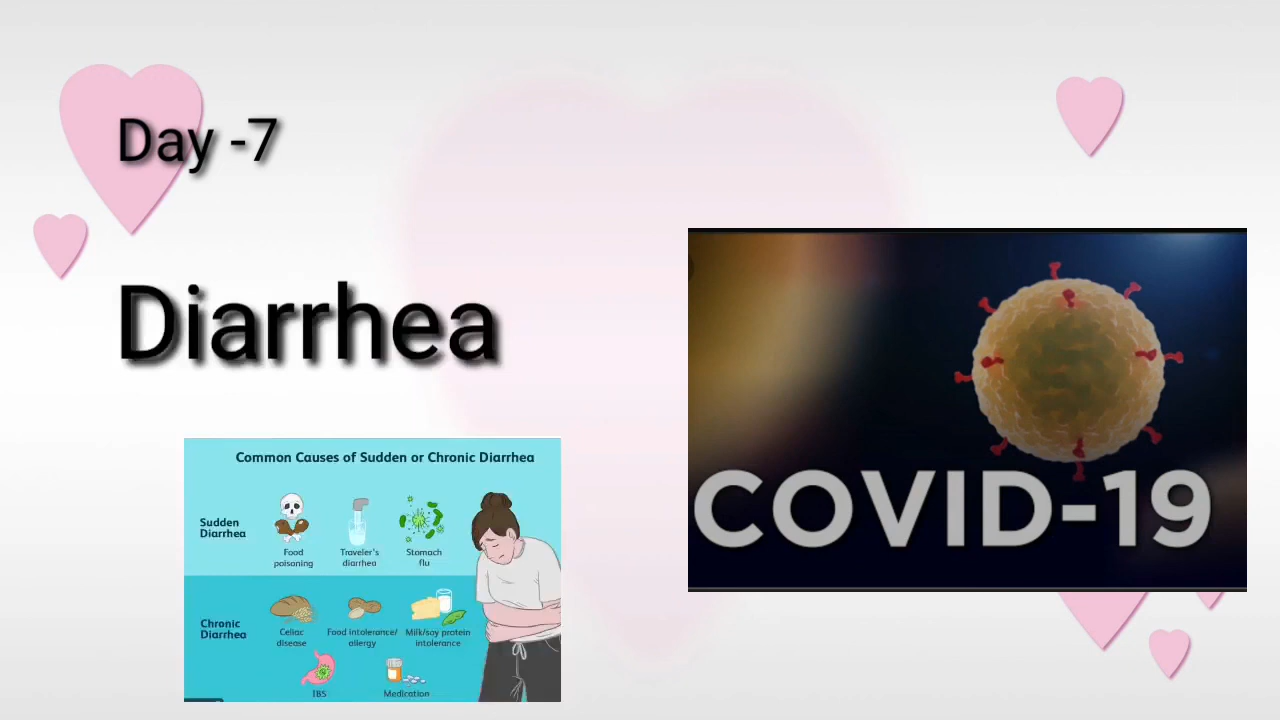 Day -7
Diarrhea
Common Causes of Sudden or Chronic Diarrhea
Sudden
Diarrhea
Food
poisoning
Traveler's
diarrhea
Stomach
flu
Chronic
Diarrhea
Celiac
disease
Food intolerance/
allergy
Milk/soy protein
intolerance
IBS
Medication
COVID-19